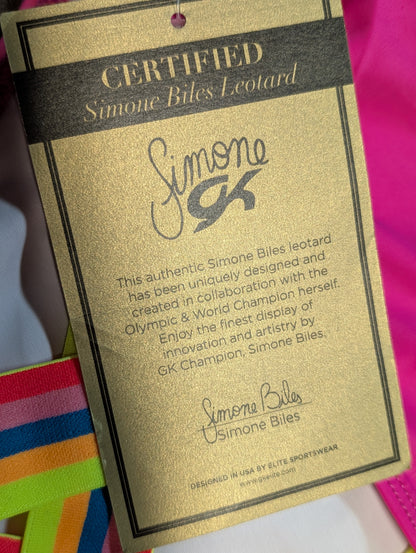 CERTIFIED
Simone Biles Leotard
Simone
GK
This authentic Simone Biles leotard
has been uniquely designed and
created in collaboration with the
Olympic & World Champion herself.
Enjoy the finest display of
innovation and artistry by
GK Champion, Simone Biles.
Simone Biles
Simone Biles
DESIGNED IN USA BY ELITE SPORTSWEAR
www.gkelite.com